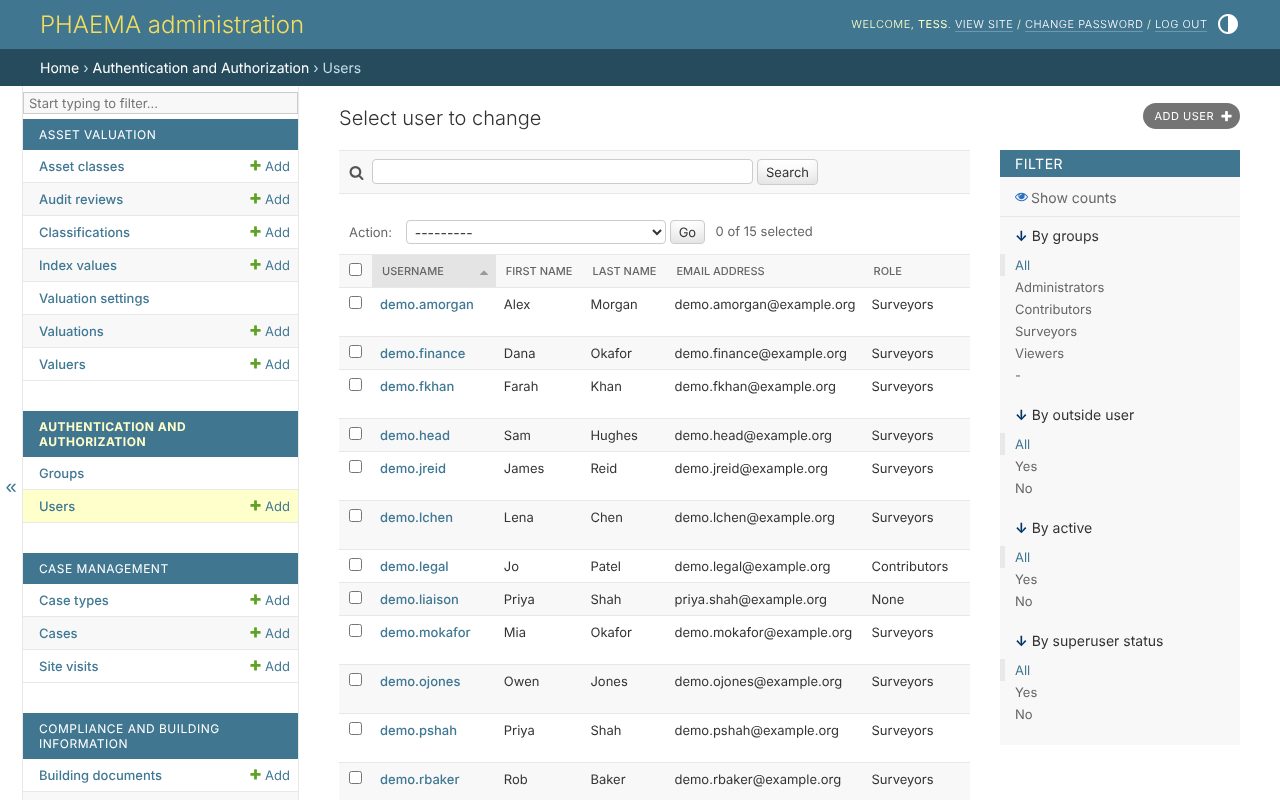 PHAEMA administration
WELCOME, TESS. VIEW SITE / CHANGE PASSWORD / LOG OUT
Home › Authentication and Authorization › Users
Start typing to filter...
ASSET VALUATION
Asset classes Add
Audit reviews Add
Classifications Add
Index values Add
Valuation settings
Valuations Add
Valuers Add
AUTHENTICATION AND
AUTHORIZATION
Groups
Users Add
CASE MANAGEMENT
Case types Add
Cases Add
Site visits Add
COMPLIANCE AND BUILDING
INFORMATION
Building documents Add
«
Select user to change
ADD USER
Search
Action: --------- Go 0 of 15 selected
USERNAME FIRST NAME LAST NAME EMAIL ADDRESS ROLE
demo.amorgan Alex Morgan demo.amorgan@example.org Surveyors
demo.finance Dana Okafor demo.finance@example.org Surveyors
demo.fkhan Farah Khan demo.fkhan@example.org Surveyors
demo.head Sam Hughes demo.head@example.org Surveyors
demo.jreid James Reid demo.jreid@example.org Surveyors
demo.lchen Lena Chen demo.lchen@example.org Surveyors
demo.legal Jo Patel demo.legal@example.org Contributors
demo.liaison Priya Shah priya.shah@example.org None
demo.mokafor Mia Okafor demo.mokafor@example.org Surveyors
demo.ojones Owen Jones demo.ojones@example.org Surveyors
demo.pshah Priya Shah demo.pshah@example.org Surveyors
demo.rbaker Rob Baker demo.rbaker@example.org Surveyors
FILTER
Show counts
↓ By groups
All
Administrators
Contributors
Surveyors
Viewers
-
↓ By outside user
All
Yes
No
↓ By active
All
Yes
No
↓ By superuser status
All
Yes
No